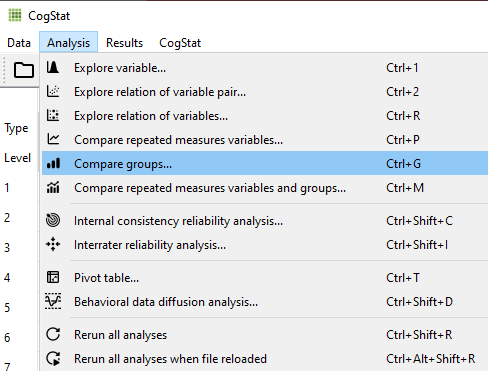 CogStat
Data Analysis Results CogStat
Explore variable... Ctrl+1
Explore relation of variable pair... Ctrl+2
Explore relation of variables... Ctrl+R
Type
Compare repeated measures variables... Ctrl+P
Level
Compare groups... Ctrl+G
1 Compare repeated measures variables and groups... Ctrl+M
2 Internal consistency reliability analysis... Ctrl+Shift+C
3 Interrater reliability analysis... Ctrl+Shift+I
4 Pivot table... Ctrl+T
5 Behavioral data diffusion analysis... Ctrl+Shift+D
6 Rerun all analyses Ctrl+Shift+R
7 Rerun all analyses when file reloaded Ctrl+Alt+Shift+R